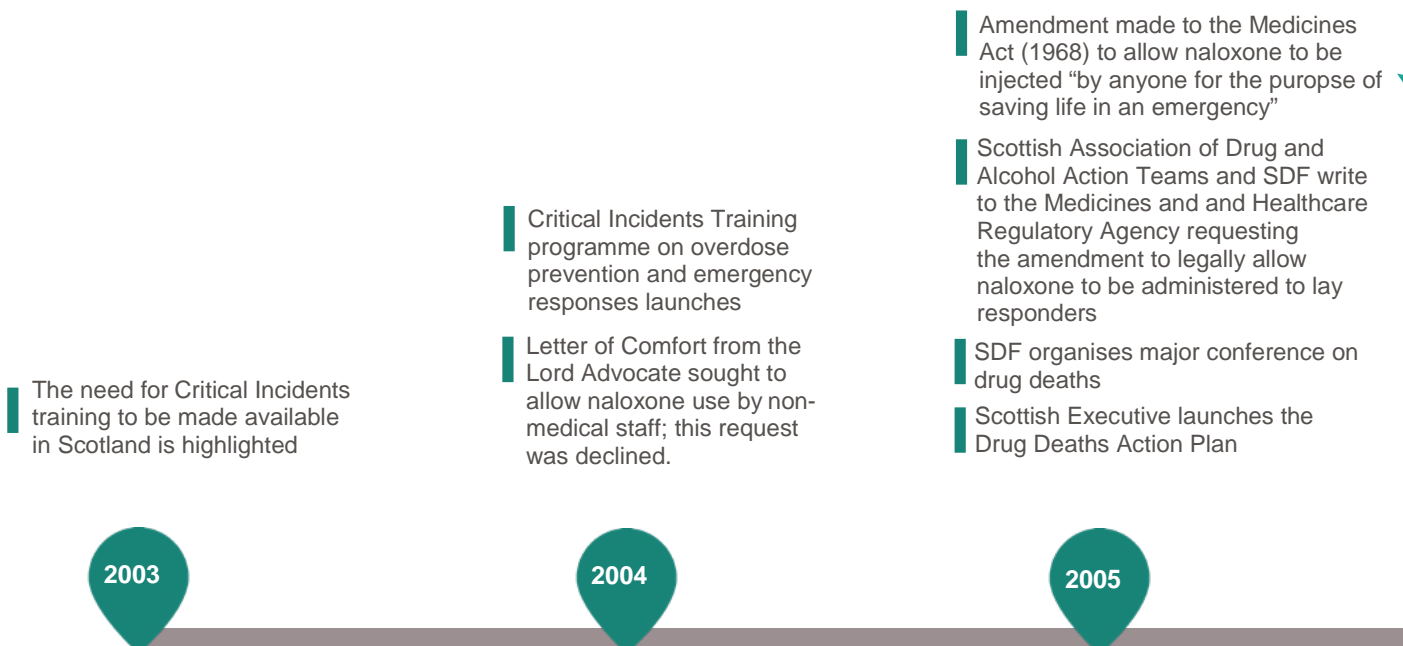 The need for Critical Incidents
training to be made available
in Scotland is highlighted
2003
Critical Incidents Training
programme on overdose
prevention and emergency
responses launches
Letter of Comfort from the
Lord Advocate sought to
allow naloxone use by non-
medical staff; this request
was declined.
2004
Amendment made to the Medicines
Act (1968) to allow naloxone to be
injected “by anyone for the puropse of
saving life in an emergency”
Scottish Association of Drug and
Alcohol Action Teams and SDF write
to the Medicines and and Healthcare
Regulatory Agency requesting
the amendment to legally allow
naloxone to be administered to lay
responders
SDF organises major conference on
drug deaths
Scottish Executive launches the
Drug Deaths Action Plan
2005